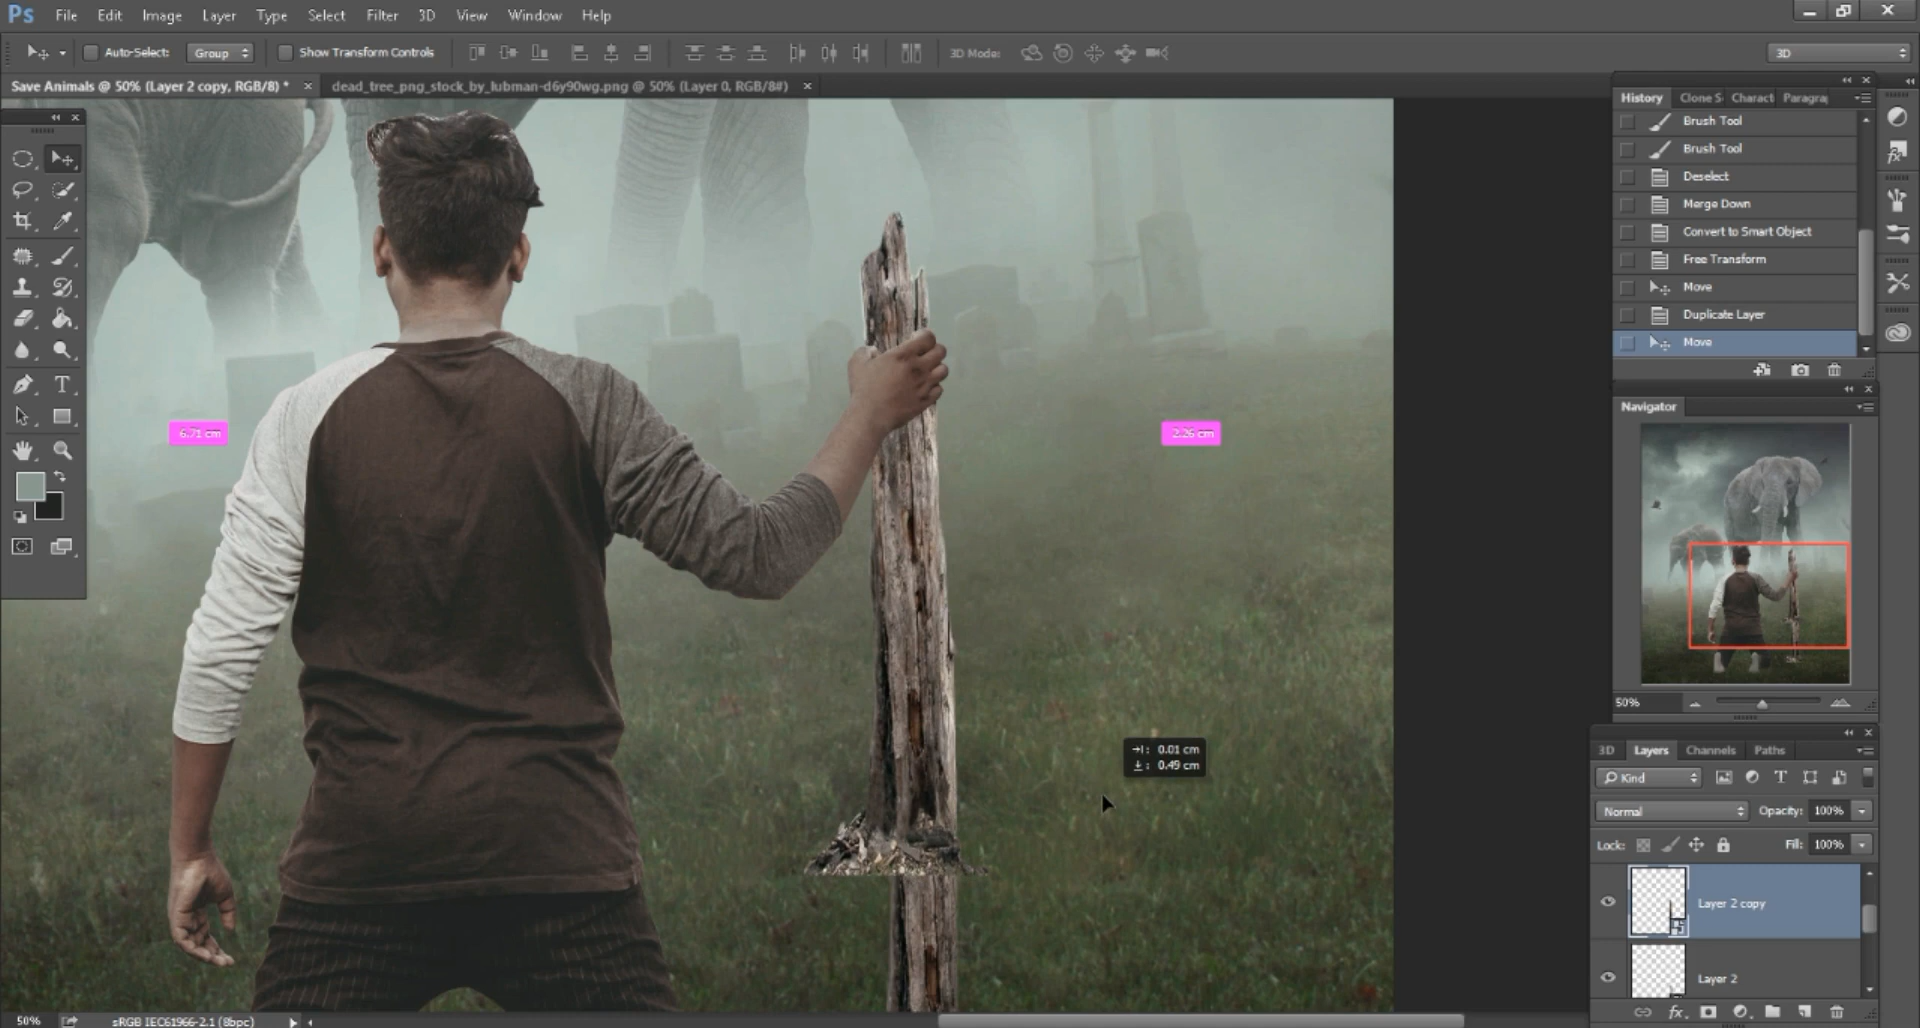 Ps File Edit Image Layer Type Select Filter 3D View Window Help
Auto-Select: Group Show Transform Controls 3D Mode: 3D
Save Animals @ 50% (Layer 2 copy, RGB/8) * × dead_tree_png_stock_by_lubman-d6y90wg.png @ 50% (Layer 0, RGB/8#) ×
History Clone S Charact Paragra
Brush Tool
Brush Tool
Deselect
Merge Down
Convert to Smart Object
Free Transform
Move
Duplicate Layer
Move
T
Navigator
6.71 cm
2.26 cm
50%
3D Layers Channels Paths
→|: 0.01 cm
↓: 0.49 cm
Kind T
Normal Opacity: 100%
Lock: Fill: 100%
Layer 2 copy
Layer 2
fx
50% sRGB IEC61966-2.1 (8bpc)